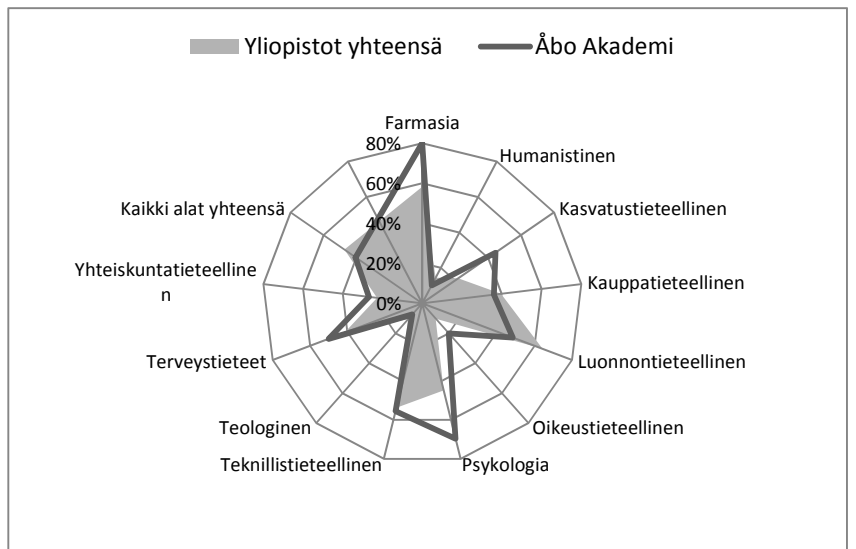 Yliopistot yhteensä
Åbo Akademi
Farmasia
Humanistinen
Kasvatustieteellinen
Kauppatieteellinen
Luonnontieteellinen
Oikeustieteellinen
Psykologia
Teknillistieteellinen
Teologinen
Terveystieteet
Yhteiskuntatieteelline
n
Kaikki alat yhteensä
80%
60%
40%
20%
0%